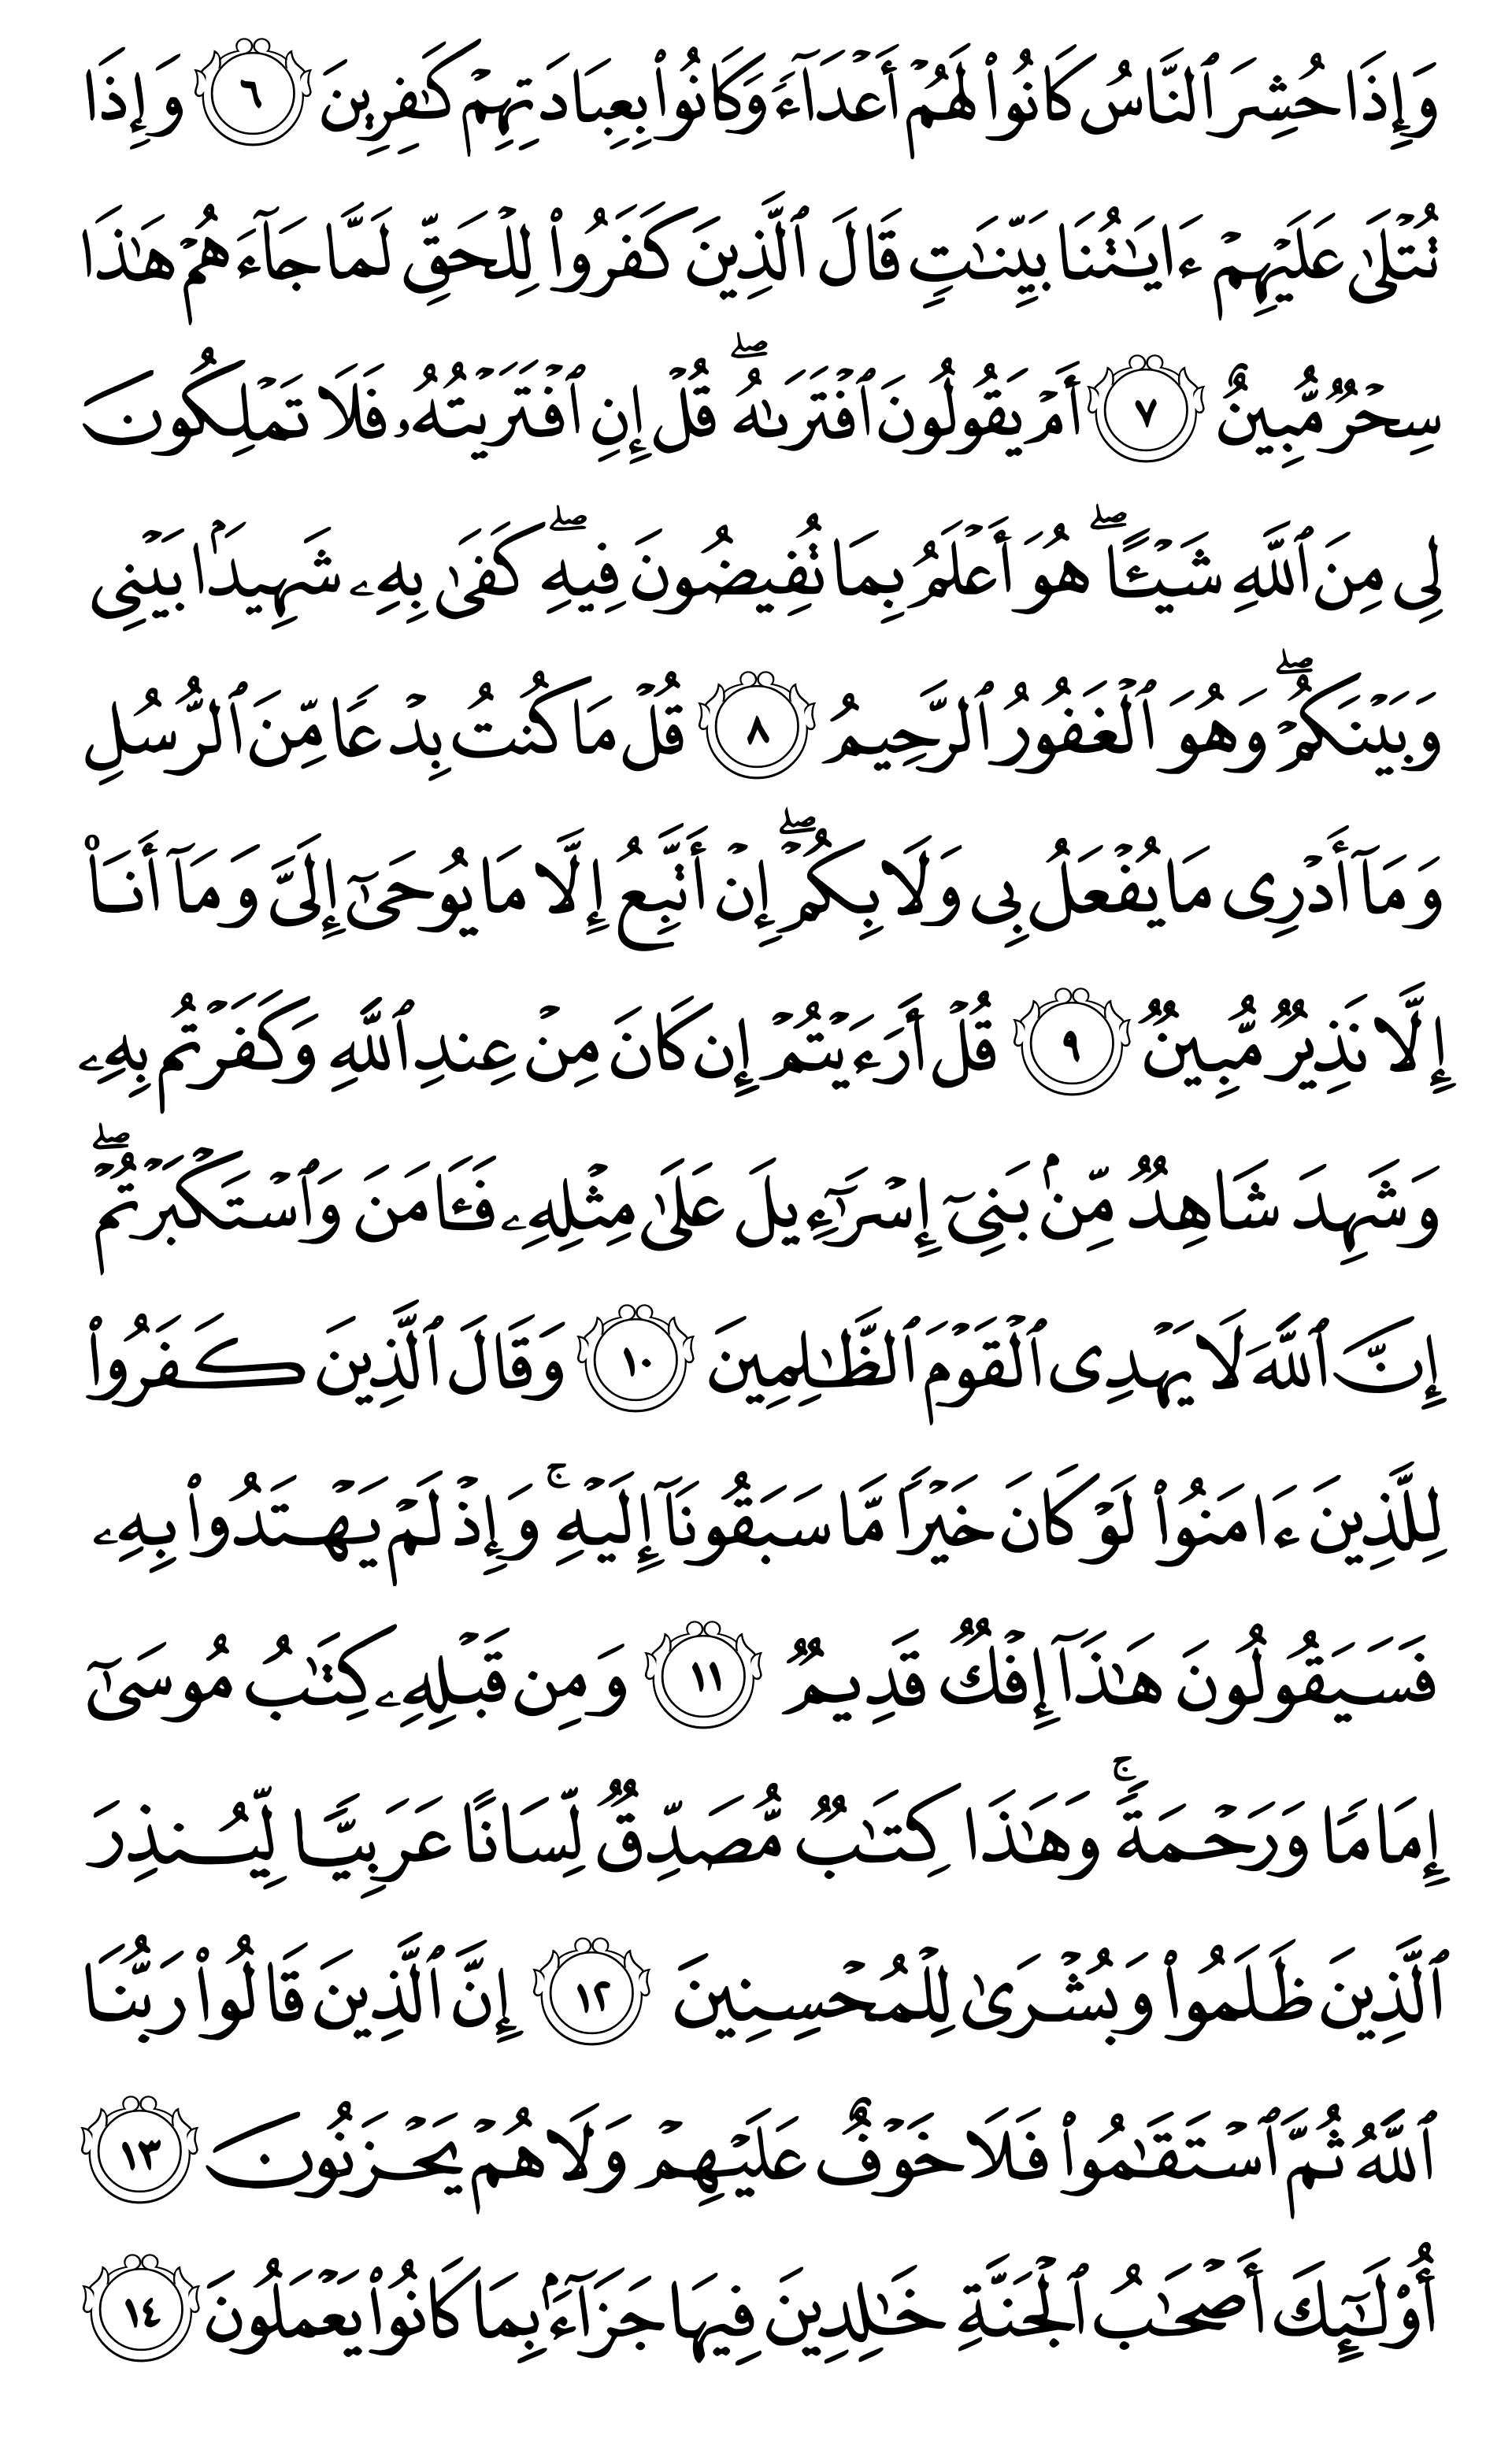 وَإِذَا حُشِرَ ٱلنَّاسُ كَانُوا۟ لَهُمْ أَعْدَآءً وَكَانُوا۟ بِعِبَادَتِهِمْ كَـٰفِرِينَ ٦ وَإِذَا
تُتْلَىٰ عَلَيْهِمْ ءَايَـٰتُنَا بَيِّنَـٰتٍ قَالَ ٱلَّذِينَ كَفَرُوا۟ لِلْحَقِّ لَمَّا جَآءَهُمْ هَـٰذَا
سِحْرٌ مُّبِينٌ ٧ أَمْ يَقُولُونَ ٱفْتَرَىٰهُ ۖ قُلْ إِنِ ٱفْتَرَيْتُهُۥ فَلَا تَمْلِكُونَ
لِى مِنَ ٱللَّهِ شَيْـًٔا ۖ هُوَ أَعْلَمُ بِمَا تُفِيضُونَ فِيهِ ۖ كَفَىٰ بِهِۦ شَهِيدًۢا بَيْنِى
وَبَيْنَكُمْ ۖ وَهُوَ ٱلْغَفُورُ ٱلرَّحِيمُ ٨ قُلْ مَا كُنتُ بِدْعًا مِّنَ ٱلرُّسُلِ
وَمَآ أَدْرِى مَا يُفْعَلُ بِى وَلَا بِكُمْ ۖ إِنْ أَتَّبِعُ إِلَّا مَا يُوحَىٰٓ إِلَىَّ وَمَآ أَنَا۠
إِلَّا نَذِيرٌ مُّبِينٌ ٩ قُلْ أَرَءَيْتُمْ إِن كَانَ مِنْ عِندِ ٱللَّهِ وَكَفَرْتُم بِهِۦ
وَشَهِدَ شَاهِدٌ مِّنۢ بَنِىٓ إِسْرَٰٓءِيلَ عَلَىٰ مِثْلِهِۦ فَـَٔامَنَ وَٱسْتَكْبَرْتُمْ ۖ
إِنَّ ٱللَّهَ لَا يَهْدِى ٱلْقَوْمَ ٱلظَّـٰلِمِينَ ١٠ وَقَالَ ٱلَّذِينَ كَفَرُوا۟
لِلَّذِينَ ءَامَنُوا۟ لَوْ كَانَ خَيْرًا مَّا سَبَقُونَآ إِلَيْهِ ۚ وَإِذْ لَمْ يَهْتَدُوا۟ بِهِۦ
فَسَيَقُولُونَ هَـٰذَآ إِفْكٌ قَدِيمٌ ١١ وَمِن قَبْلِهِۦ كِتَـٰبُ مُوسَىٰٓ
إِمَامًا وَرَحْمَةً ۚ وَهَـٰذَا كِتَـٰبٌ مُّصَدِّقٌ لِّسَانًا عَرَبِيًّا لِّيُنذِرَ
ٱلَّذِينَ ظَلَمُوا۟ وَبُشْرَىٰ لِلْمُحْسِنِينَ ١٢ إِنَّ ٱلَّذِينَ قَالُوا۟ رَبُّنَا
ٱللَّهُ ثُمَّ ٱسْتَقَـٰمُوا۟ فَلَا خَوْفٌ عَلَيْهِمْ وَلَا هُمْ يَحْزَنُونَ ١٣
أُو۟لَـٰٓئِكَ أَصْحَـٰبُ ٱلْجَنَّةِ خَـٰلِدِينَ فِيهَا جَزَآءًۢ بِمَا كَانُوا۟ يَعْمَلُونَ ١٤